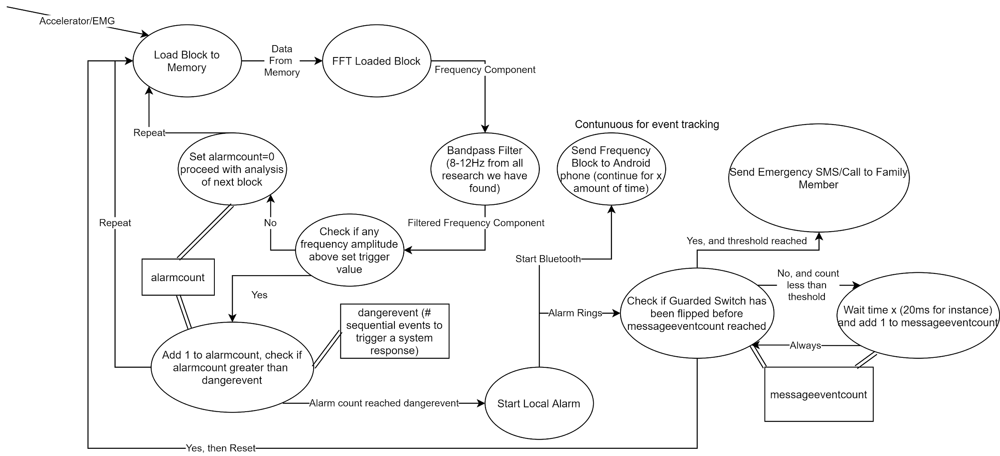 Accelerator/EMG
Load Block to
Memory
Data
From
Memory
FFT Loaded Block
Frequency Component
Repeat
Set alarmcount=0
proceed with analysis
of next block
Bandpass Filter
(8-12Hz from all
research we have
found)
Contunuous for event tracking
Send Frequency
Block to Android
phone (continue for x
amount of time)
Send Emergency SMS/Call to Family
Member
Repeat
No
Check if any
frequency amplitude
above set trigger
value
Filtered Frequency Component
Start Bluetooth
Yes, and threshold reached
alarmcount
Yes
dangerevent (#
sequential events to
trigger a system
response)
Alarm Rings
Check if Guarded Switch has
been flipped before
messageeventcount reached
No, and count
less than
theshold
Wait time x (20ms for instance)
and add 1 to messageeventcount
Always
Add 1 to alarmcount, check if
alarmcount greater than
dangerevent
Alarm count reached dangerevent
Start Local Alarm
messageeventcount
Yes, then Reset